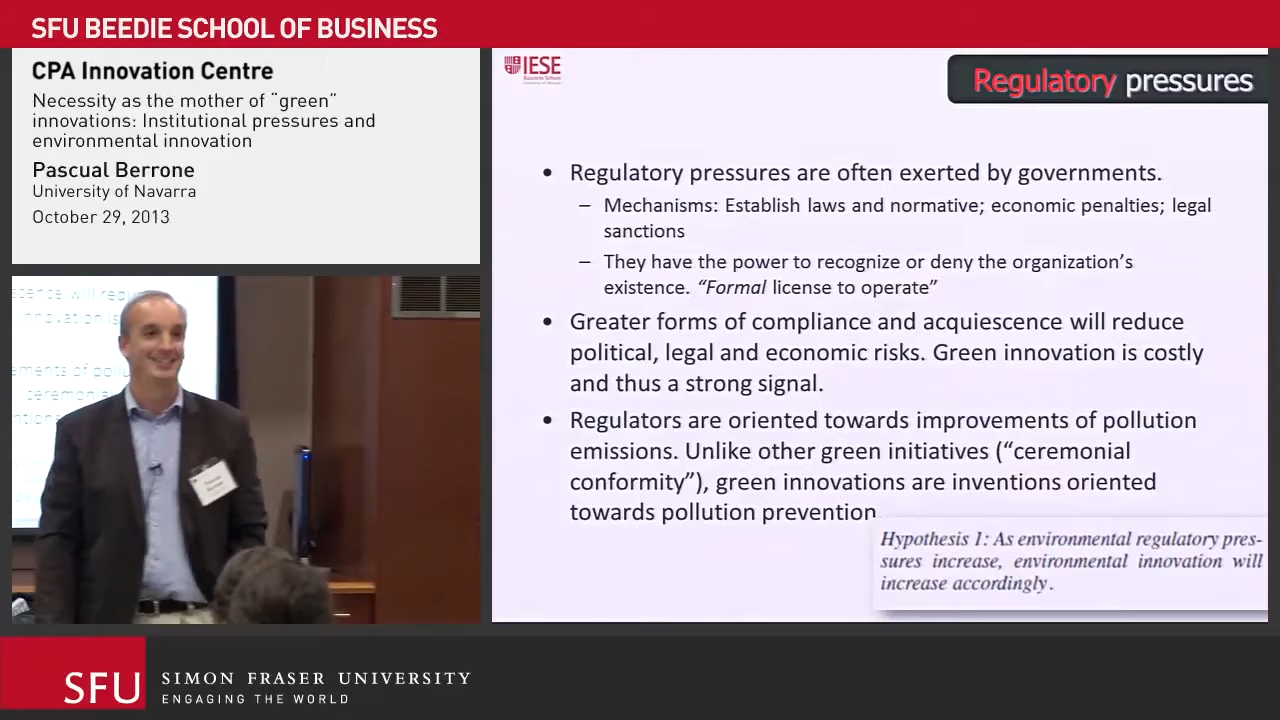 SFU BEEDIE SCHOOL OF BUSINESS
CPA Innovation Centre
Necessity as the mother of “green”
innovations: Institutional pressures and
environmental innovation
Pascual Berrone
University of Navarra
October 29, 2013
IESE
Business School
Regulatory pressures
• Regulatory pressures are often exerted by governments.
– Mechanisms: Establish laws and normative; economic penalties; legal
sanctions
– They have the power to recognize or deny the organization’s
existence. “Formal license to operate”
• Greater forms of compliance and acquiescence will reduce
political, legal and economic risks. Green innovation is costly
and thus a strong signal.
• Regulators are oriented towards improvements of pollution
emissions. Unlike other green initiatives (“ceremonial
conformity”), green innovations are inventions oriented
towards pollution prevention
Hypothesis 1: As environmental regulatory pres-
sures increase, environmental innovation will
increase accordingly.
SFU
SIMON FRASER UNIVERSITY
ENGAGING THE WORLD